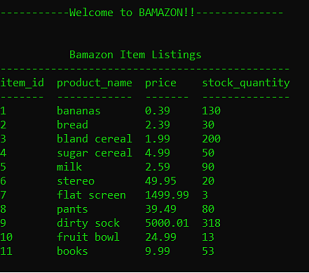 -----------Welcome to BAMAZON!!--------------
Bamazon Item Listings
----------------------------------------------
item_id  product_name  price    stock_quantity
-------  ------------  -------  --------------
1        bananas       0.39     130
2        bread         2.39     30
3        bland cereal  1.99     200
4        sugar cereal  4.99     50
5        milk          2.59     90
6        stereo        49.95    20
7        flat screen   1499.99  3
8        pants         39.49    80
9        dirty sock    5000.01  318
10       fruit bowl    24.99    13
11       books         9.99     53